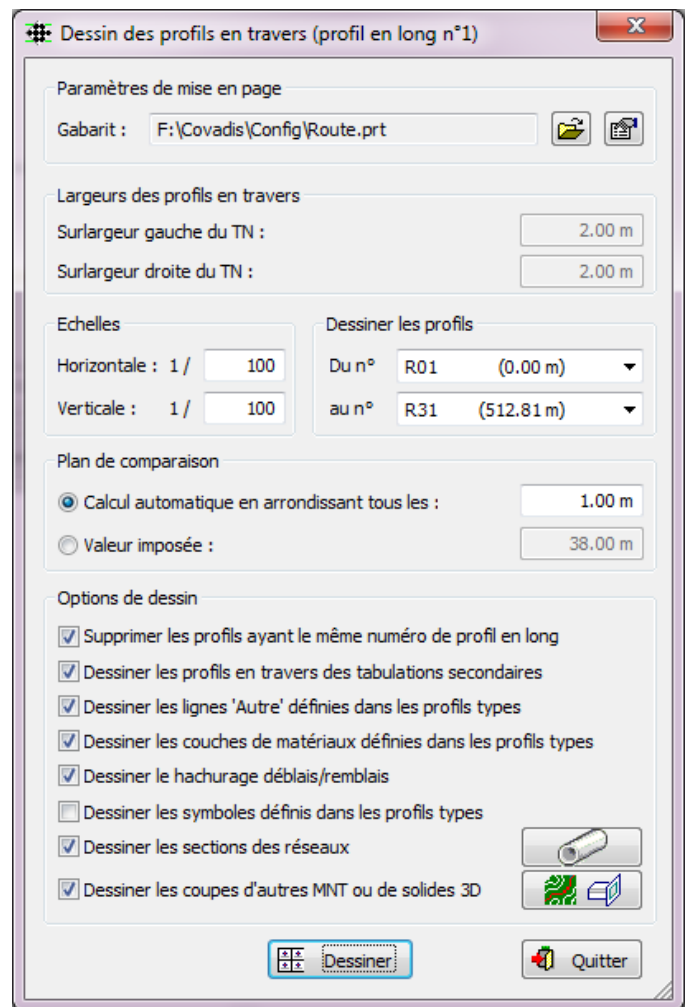 Dessin des profils en travers (profil en long n°1)
Paramètres de mise en page
Gabarit : F:\Covadis\Config\Route.prt
Largeurs des profils en travers
Surlargeur gauche du TN : 2.00 m
Surlargeur droite du TN : 2.00 m
Echelles
Horizontale : 1 / 100
Verticale : 1 / 100
Dessiner les profils
Du n° R01 (0.00 m)
au n° R31 (512.81 m)
Plan de comparaison
Calcul automatique en arrondissant tous les : 1.00 m
Valeur imposée : 38.00 m
Options de dessin
Supprimer les profils ayant le même numéro de profil en long
Dessiner les profils en travers des tabulations secondaires
Dessiner les lignes 'Autre' définies dans les profils types
Dessiner les couches de matériaux définies dans les profils types
Dessiner le hachurage déblais/remblais
Dessiner les symboles définis dans les profils types
Dessiner les sections des réseaux
Dessiner les coupes d'autres MNT ou de solides 3D
Dessiner
Quitter